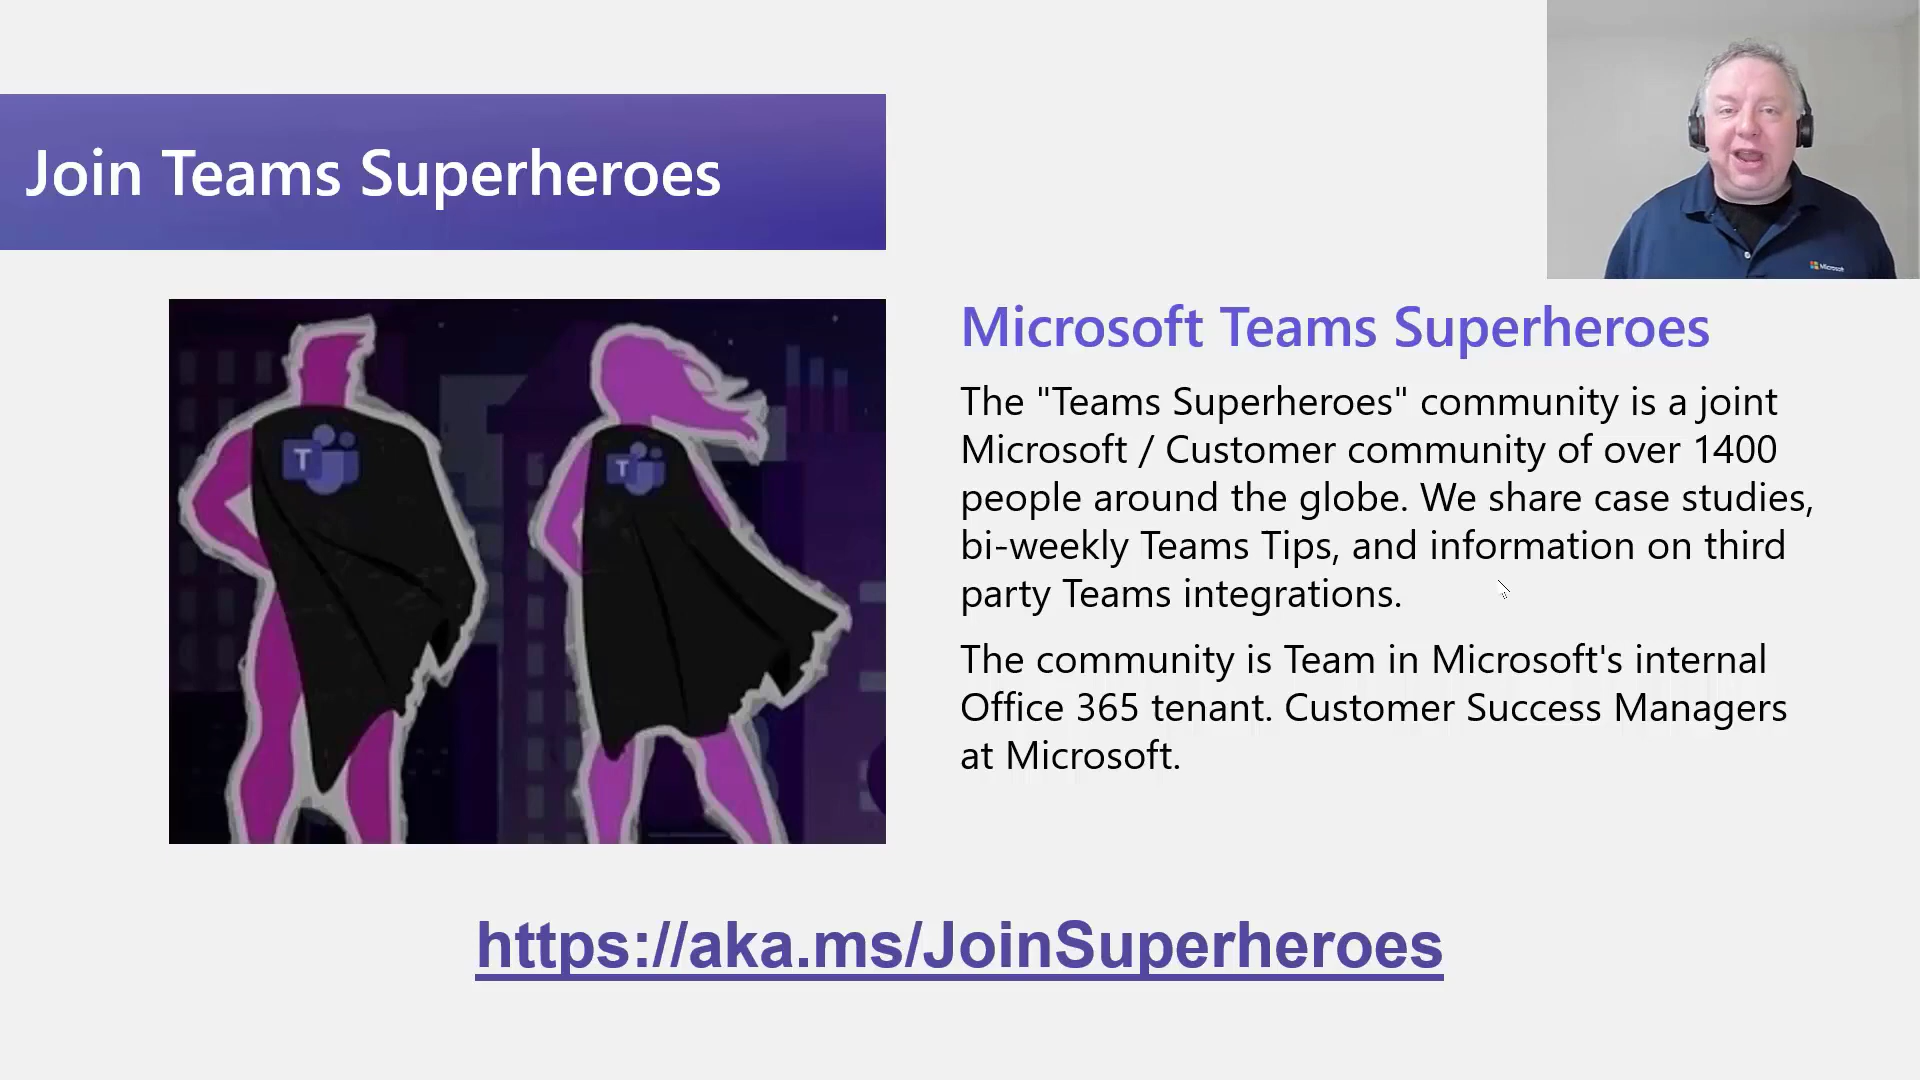 Join Teams Superheroes
Microsoft
T
T
Microsoft Teams Superheroes
The "Teams Superheroes" community is a joint
Microsoft / Customer community of over 1400
people around the globe. We share case studies,
bi-weekly Teams Tips, and information on third
party Teams integrations.
The community is Team in Microsoft's internal
Office 365 tenant. Customer Success Managers
at Microsoft.
https://aka.ms/JoinSuperheroes